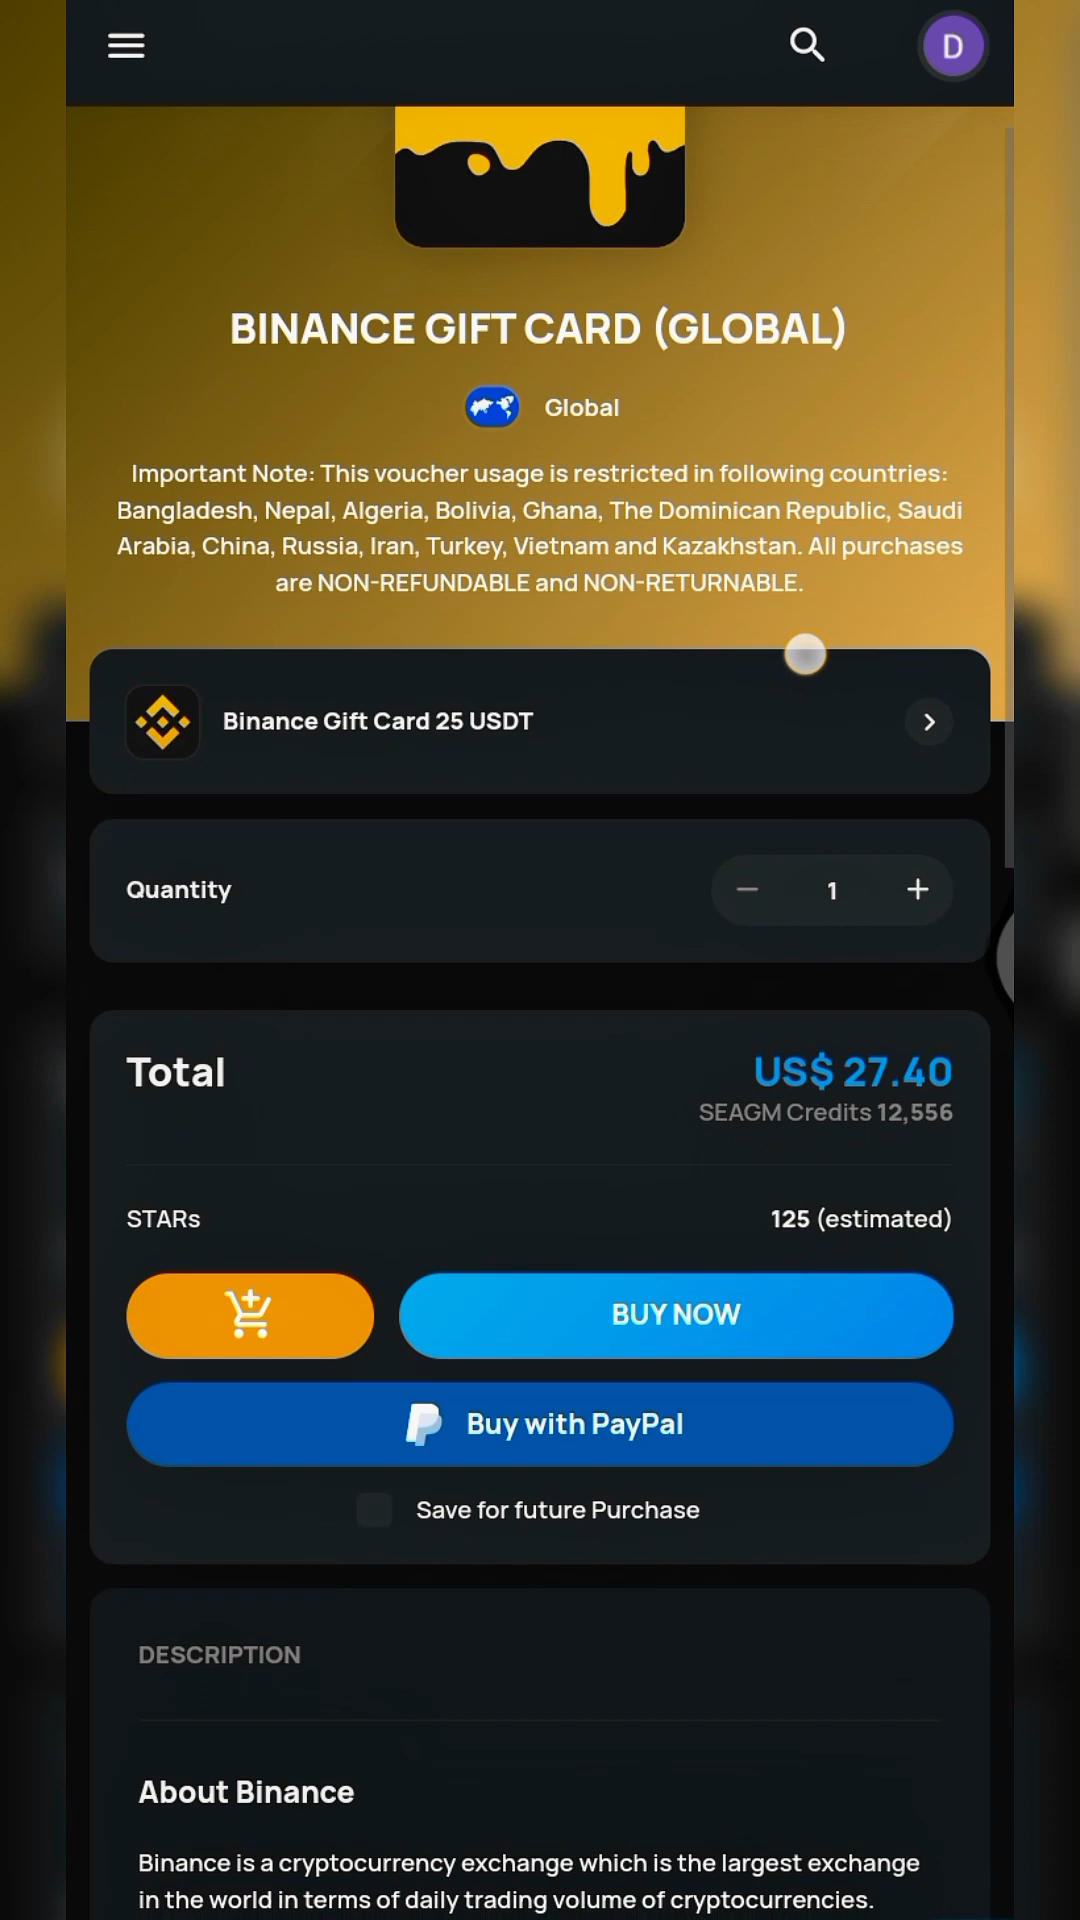 D
BINANCE GIFT CARD (GLOBAL)
Global
Important Note: This voucher usage is restricted in following countries:
Bangladesh, Nepal, Algeria, Bolivia, Ghana, The Dominican Republic, Saudi
Arabia, China, Russia, Iran, Turkey, Vietnam and Kazakhstan. All purchases
are NON-REFUNDABLE and NON-RETURNABLE.
Binance Gift Card 25 USDT
Quantity
1
Total
US$ 27.40
SEAGM Credits 12,556
STARs
125 (estimated)
BUY NOW
Buy with PayPal
Save for future Purchase
DESCRIPTION
About Binance
Binance is a cryptocurrency exchange which is the largest exchange
in the world in terms of daily trading volume of cryptocurrencies.